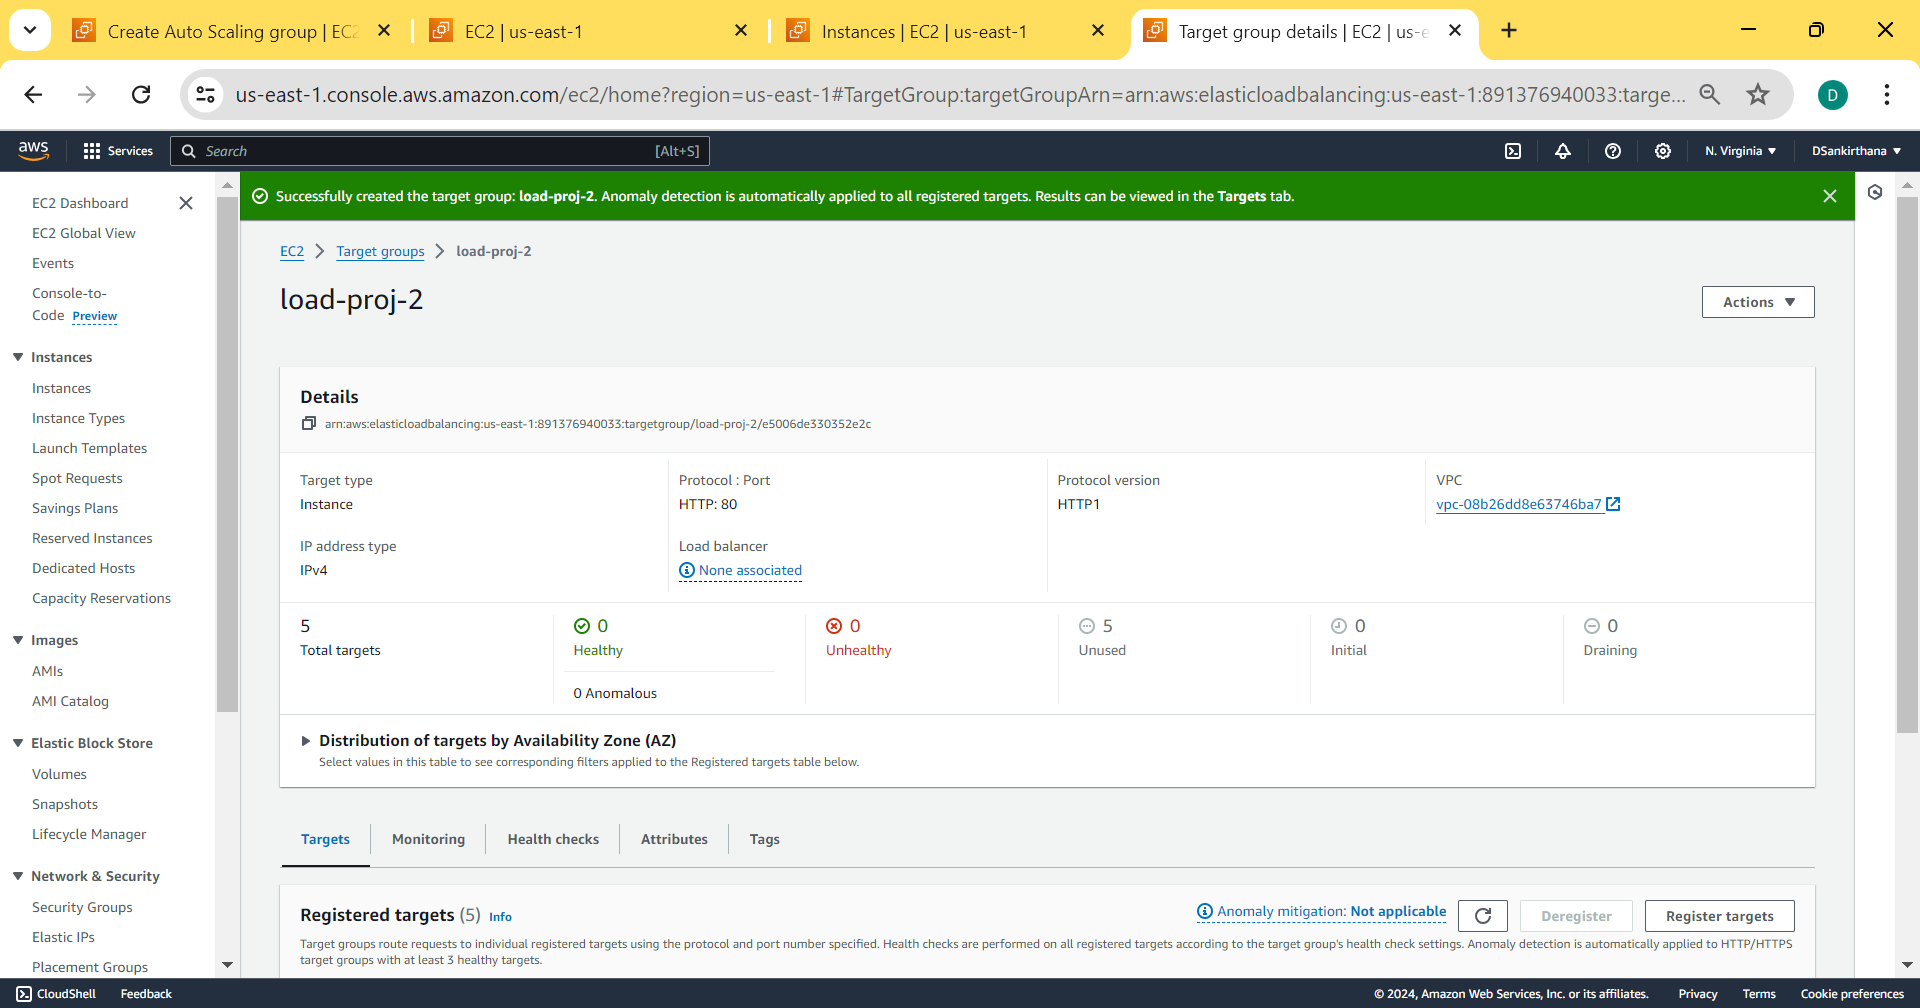 Create Auto Scaling group | EC2
EC2 | us-east-1
Instances | EC2 | us-east-1
Target group details | EC2 | us-e
us-east-1.console.aws.amazon.com/ec2/home?region=us-east-1#TargetGroup:targetGroupArn=arn:aws:elasticloadbalancing:us-east-1:891376940033:targe...
D
aws
Services
Search
[Alt+S]
N. Virginia
DSankirthana
EC2 Dashboard
EC2 Global View
Events
Console-to-
Code Preview
Instances
Instances
Instance Types
Launch Templates
Spot Requests
Savings Plans
Reserved Instances
Dedicated Hosts
Capacity Reservations
Images
AMIs
AMI Catalog
Elastic Block Store
Volumes
Snapshots
Lifecycle Manager
Network & Security
Security Groups
Elastic IPs
Placement Groups
Successfully created the target group: load-proj-2. Anomaly detection is automatically applied to all registered targets. Results can be viewed in the Targets tab.
EC2 > Target groups > load-proj-2
load-proj-2
Actions
Details
arn:aws:elasticloadbalancing:us-east-1:891376940033:targetgroup/load-proj-2/e5006de330352e2c
Target type
Instance
Protocol : Port
HTTP: 80
Protocol version
HTTP1
VPC
vpc-08b26dd8e63746ba7
IP address type
IPv4
Load balancer
None associated
5
Total targets
0
Healthy
0 Anomalous
0
Unhealthy
5
Unused
0
Initial
0
Draining
Distribution of targets by Availability Zone (AZ)
Select values in this table to see corresponding filters applied to the Registered targets table below.
Targets
Monitoring
Health checks
Attributes
Tags
Registered targets (5) Info
Anomaly mitigation: Not applicable
Deregister
Register targets
Target groups route requests to individual registered targets using the protocol and port number specified. Health checks are performed on all registered targets according to the target group's health check settings. Anomaly detection is automatically applied to HTTP/HTTPS
target groups with at least 3 healthy targets.
CloudShell
Feedback
© 2024, Amazon Web Services, Inc. or its affiliates.
Privacy
Terms
Cookie preferences